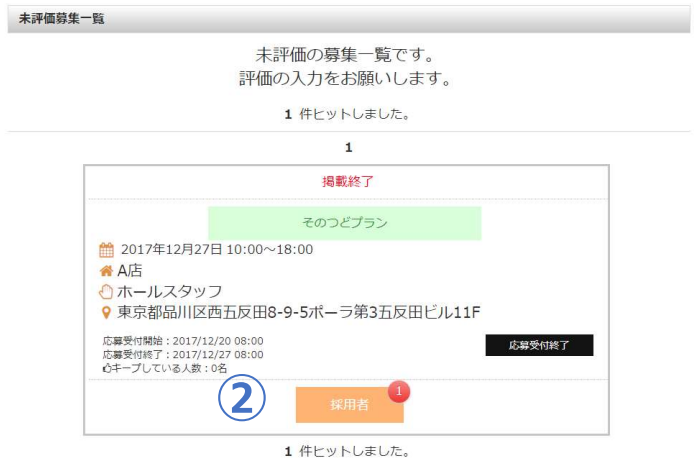 未評価募集一覧
未評価の募集一覧です。
評価の入力をお願いします。
1 件ヒットしました。
1
掲載終了
そのつどプラン
2017年12月27日 10:00～18:00
A店
ホールスタッフ
東京都品川区西五反田8-9-5ポーラ第3五反田ビル11F
応募受付開始：2017/12/20 08:00
応募受付終了：2017/12/27 08:00
キープしている人数：0名
応募受付終了
②
採用者
1
1 件ヒットしました。